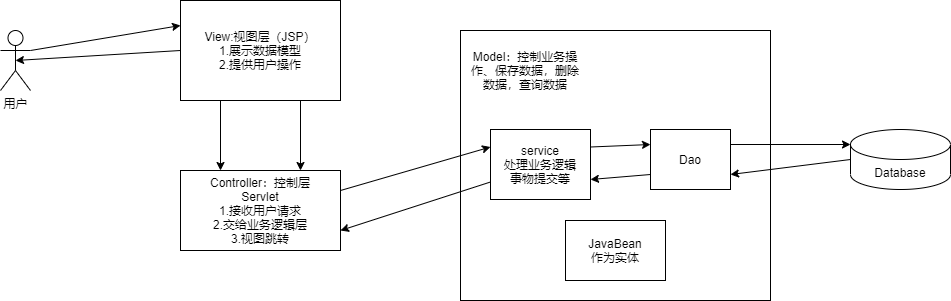 用户
View:视图层（JSP）
1.展示数据模型
2.提供用户操作
Controller：控制层
Servlet
1.接收用户请求
2.交给业务逻辑层
3.视图跳转
Model：控制业务操
作、保存数据，删除
数据，查询数据
service
处理业务逻辑
事物提交等
Dao
JavaBean
作为实体
Database